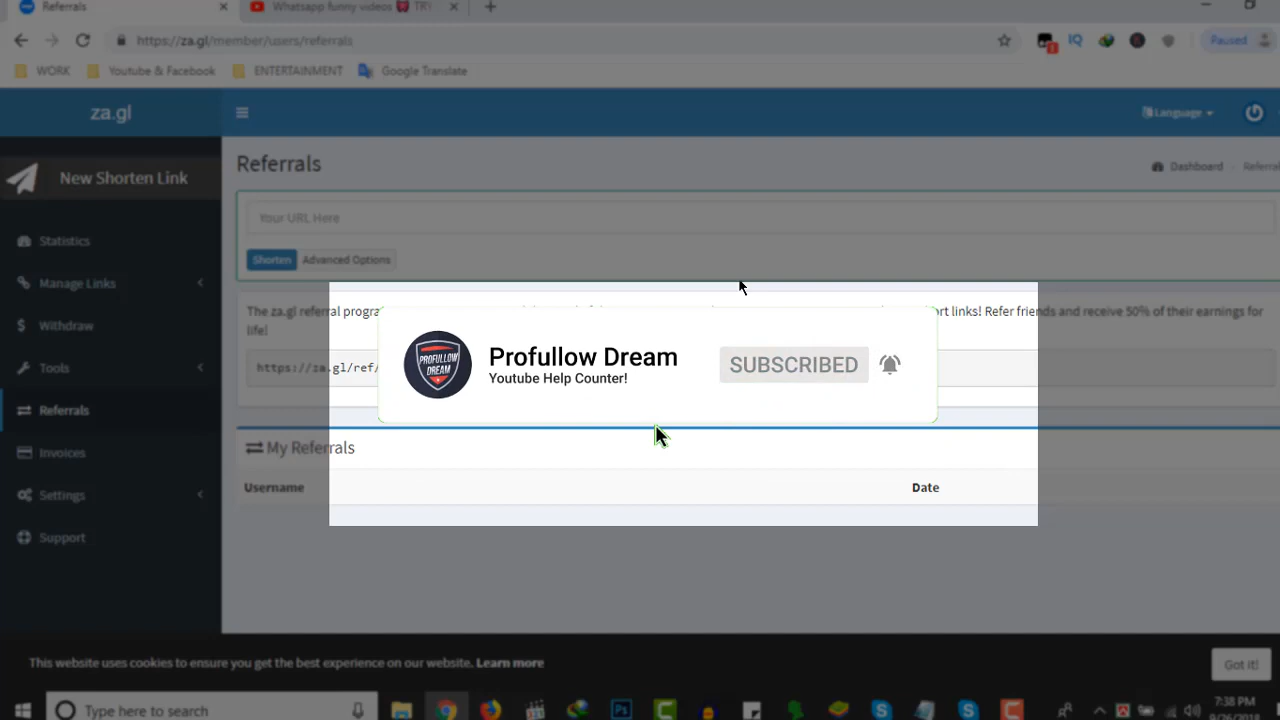 Referrals
Whatsapp funny videos TRY
https://za.gl/member/users/referrals
Paused
WORK
Youtube & Facebook
ENTERTAINMENT
Google Translate
za.gl
Language
New Shorten Link
Referrals
Dashboard
Referral
Your URL Here
Statistics
Shorten
Advanced Options
Manage Links
The za.gl referral progra
ort links! Refer friends and receive 50% of their earnings for
life!
Withdraw
PROFULLOW
DREAM
Profullow Dream
SUBSCRIBED
Youtube Help Counter!
https://za.gl/ref/
Tools
Referrals
My Referrals
Invoices
Username
Date
Settings
Support
This website uses cookies to ensure you get the best experience on our website. Learn more
Got it!
Type here to search
7:38 PM